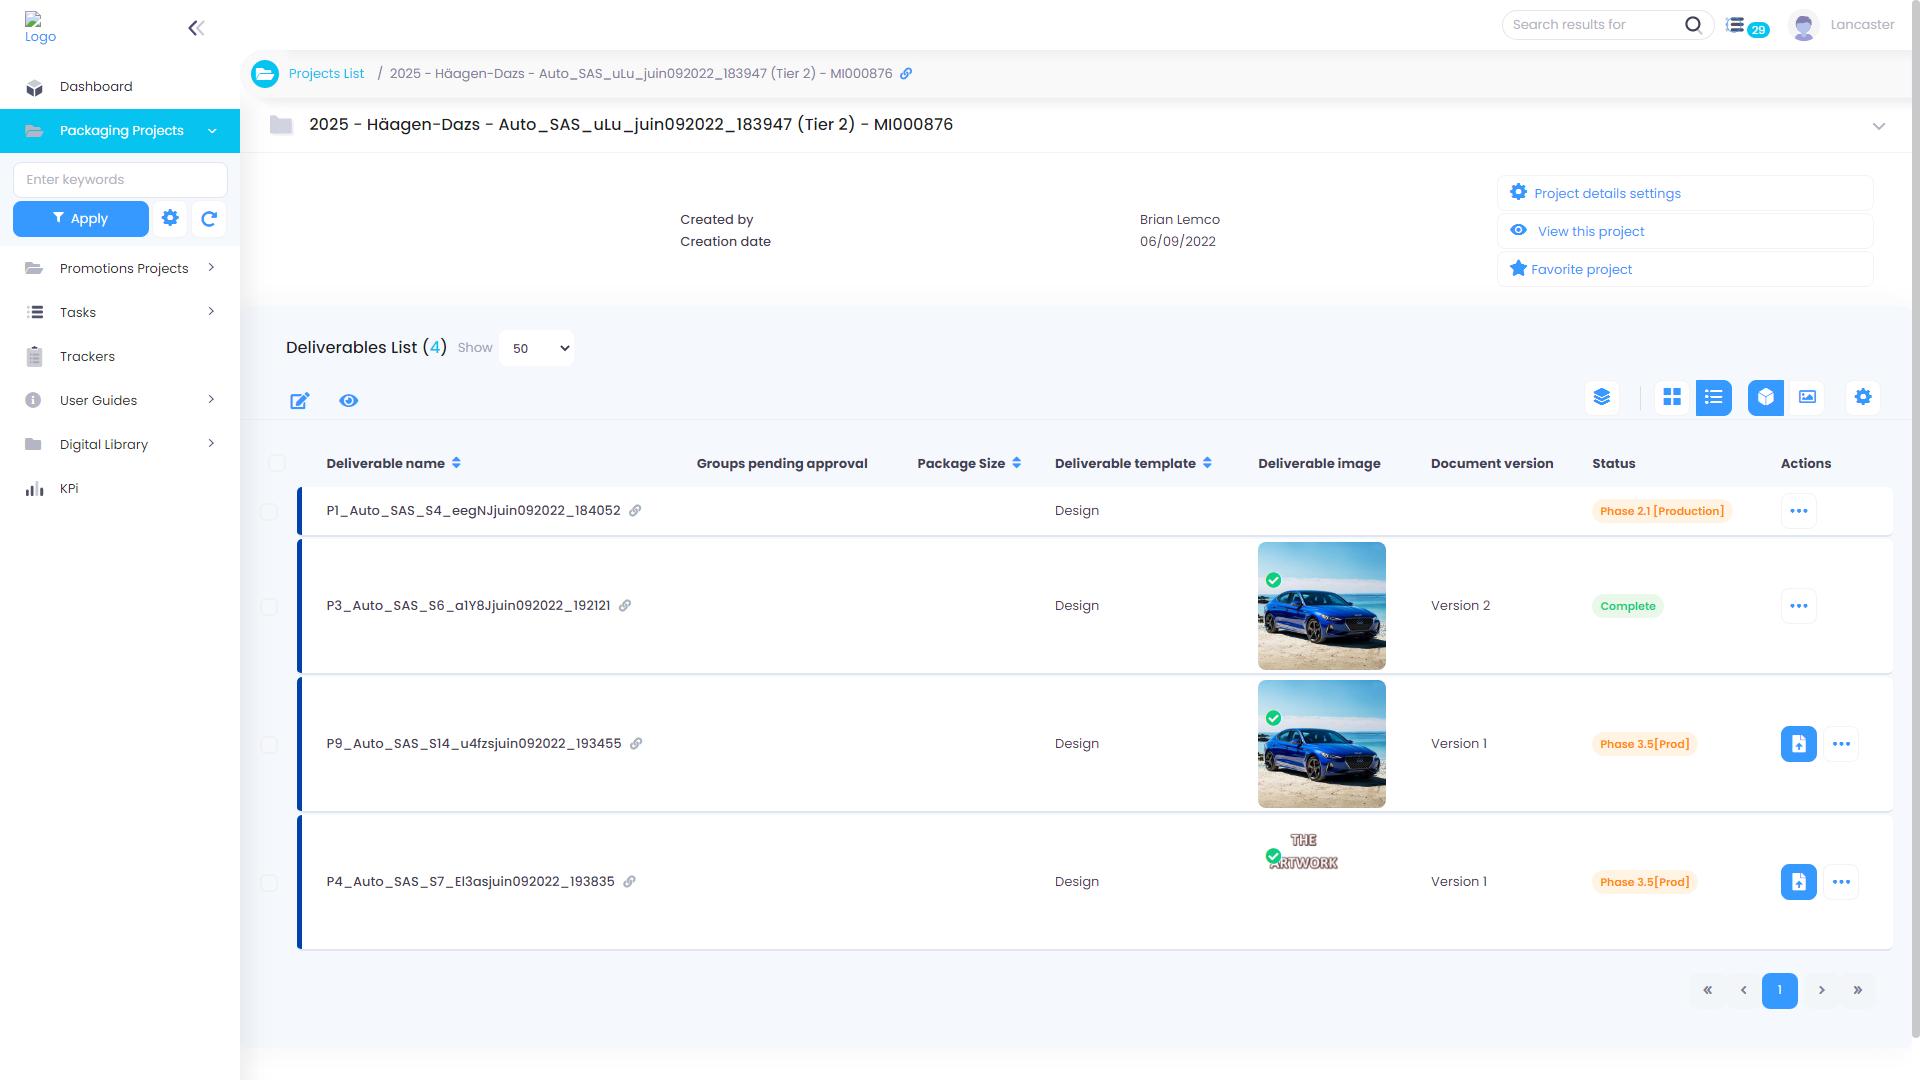 Logo
Search results for
29
Lancaster
Dashboard
Packaging Projects
Enter keywords
Apply
Promotions Projects
Tasks
Trackers
User Guides
Digital Library
KPi
Projects List / 2025 - Häagen-Dazs - Auto_SAS_uLu_juin092022_183947 (Tier 2) - MI000876
2025 - Häagen-Dazs - Auto_SAS_uLu_juin092022_183947 (Tier 2) - MI000876
Created by Brian Lemco
Creation date 06/09/2022
Project details settings
View this project
Favorite project
Deliverables List (4) Show 50
Deliverable name Groups pending approval Package Size Deliverable template Deliverable image Document version Status Actions
P1_Auto_SAS_S4_eegNJjuin092022_184052 Design Phase 2.1 [Production]
P3_Auto_SAS_S6_a1Y8Jjuin092022_192121 Design Version 2 Complete
P9_Auto_SAS_S14_u4fzsjuin092022_193455 Design Version 1 Phase 3.5[Prod]
THE
ARTWORK
P4_Auto_SAS_S7_El3asjuin092022_193835 Design Version 1 Phase 3.5[Prod]
« ‹ 1 › »